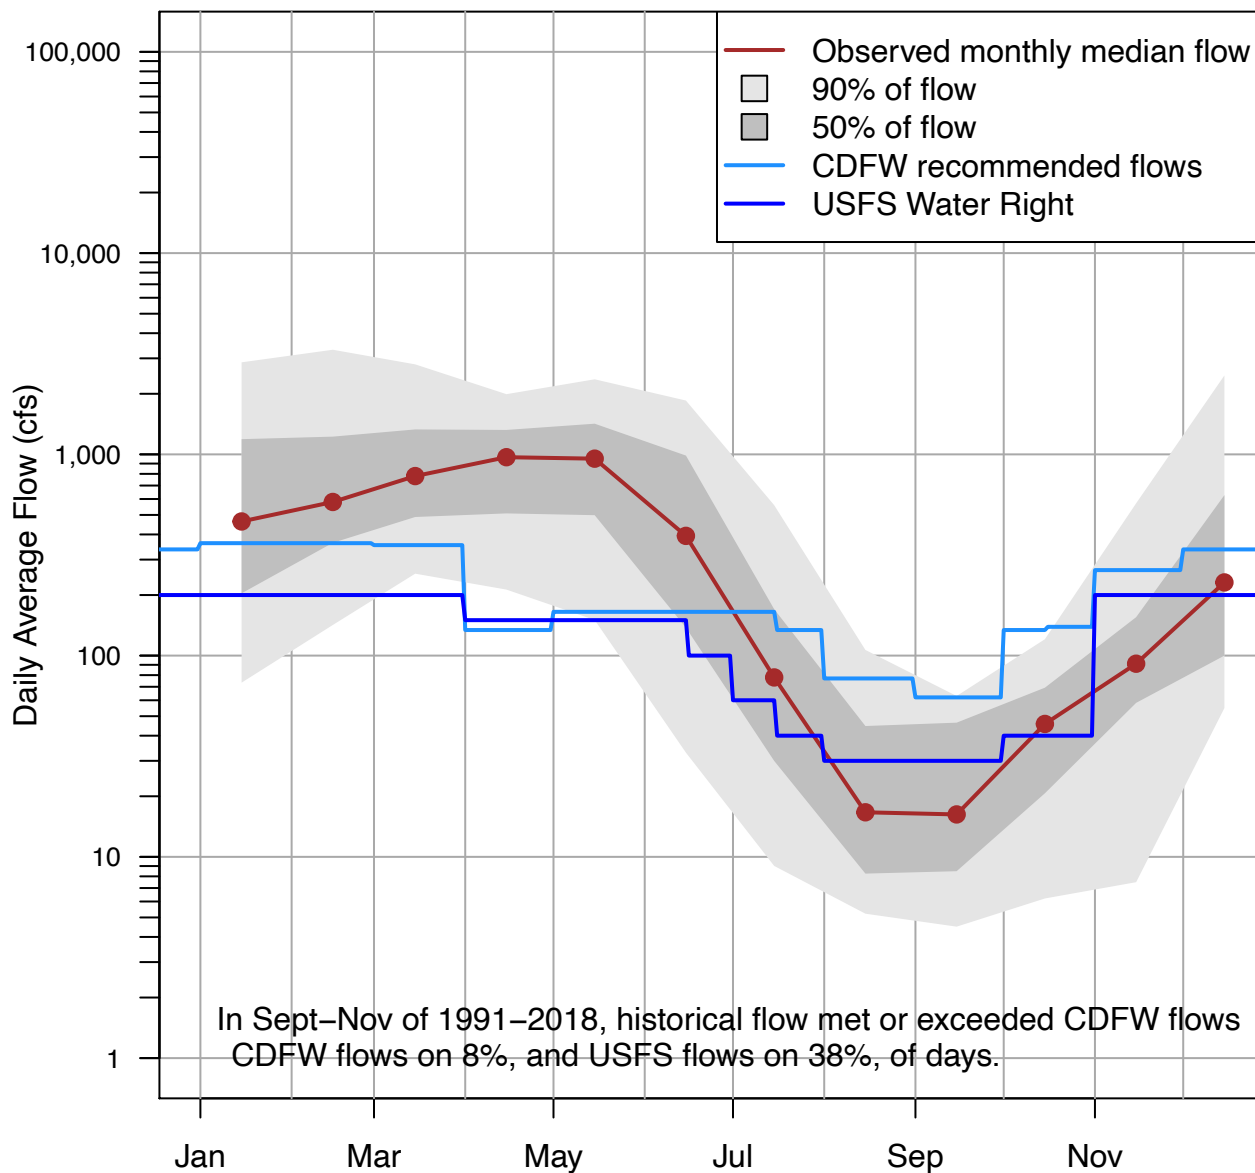 Observed monthly median flow
90% of flow
50% of flow
CDFW recommended flows
USFS Water Right
Daily Average Flow (cfs)
100,000
10,000
1,000
100
10
1
In Sept−Nov of 1991−2018, historical flow met or exceeded CDFW flows
CDFW flows on 8%, and USFS flows on 38%, of days.
Jan Mar May Jul Sep Nov